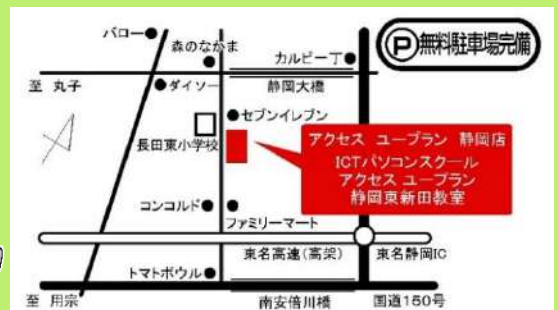 バロー
森のなかま
カルビー丁
P 無料駐車場完備
至 丸子
ダイソー
静岡大橋
セブンイレブン
長田東小学校
アクセス ユープラン 静岡店
ICTパソコンスクール
アクセス ユープラン
静岡東新田教室
コンコルド
ファミリーマート
東名高速(高架)
東名静岡IC
トマトボウル
至 用宗
南安倍川橋
国道150号